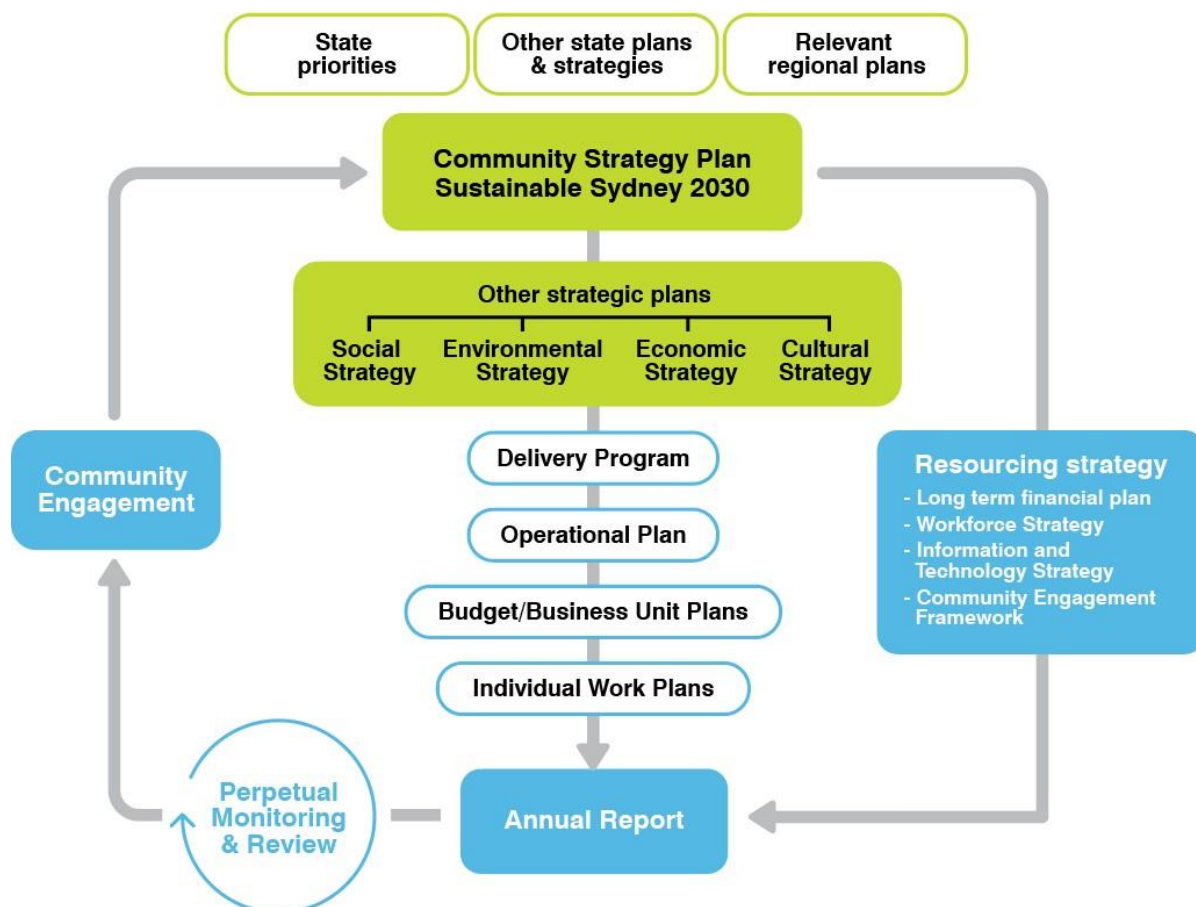 State
priorities
Other state plans
& strategies
Relevant
regional plans
Community Strategy Plan
Sustainable Sydney 2030
Other strategic plans
Social
Strategy
Environmental
Strategy
Economic
Strategy
Cultural
Strategy
Delivery Program
Operational Plan
Budget/Business Unit Plans
Individual Work Plans
Annual Report
Community
Engagement
Perpetual
Monitoring
& Review
Resourcing strategy
- Long term financial plan
- Workforce Strategy
- Information and
Technology Strategy
- Community Engagement
Framework